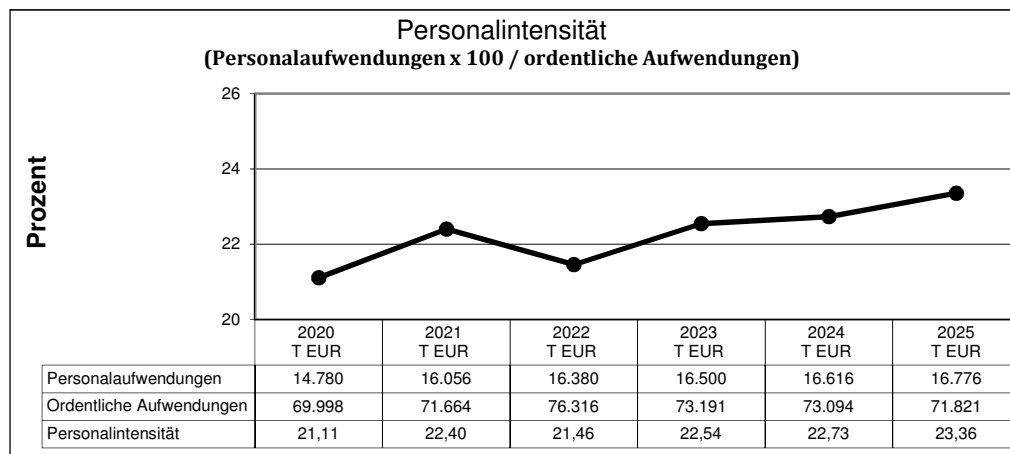 Personalintensität
(Personalaufwendungen x 100 / ordentliche Aufwendungen)
Prozent
26
24
22
20
2020 2021 2022 2023 2024 2025
T EUR T EUR T EUR T EUR T EUR T EUR
Personalaufwendungen 14.780 16.056 16.380 16.500 16.616 16.776
Ordentliche Aufwendungen 69.998 71.664 76.316 73.191 73.094 71.821
Personalintensität 21,11 22,40 21,46 22,54 22,73 23,36